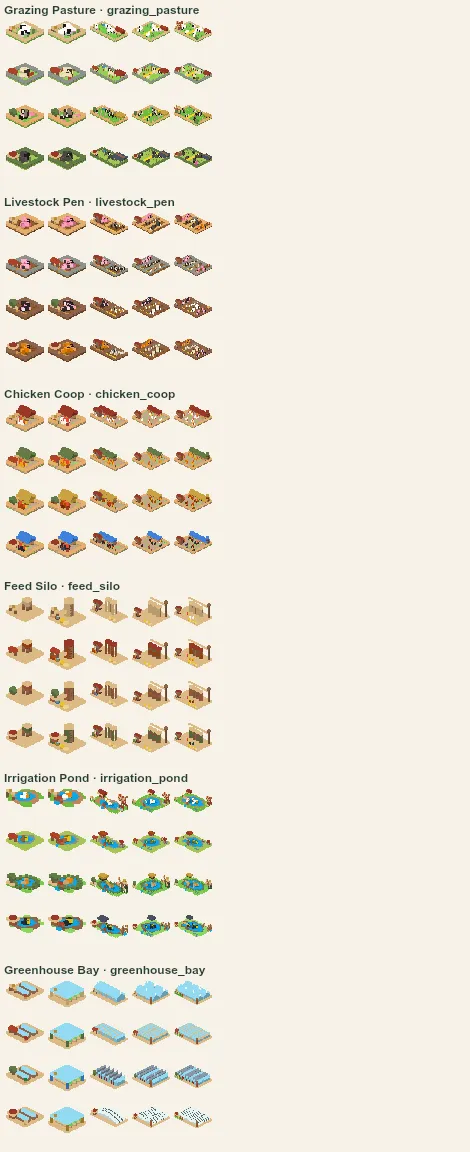 Grazing Pasture · grazing_pasture
Livestock Pen · livestock_pen
Chicken Coop · chicken_coop
Feed Silo · feed_silo
Irrigation Pond · irrigation_pond
Greenhouse Bay · greenhouse_bay